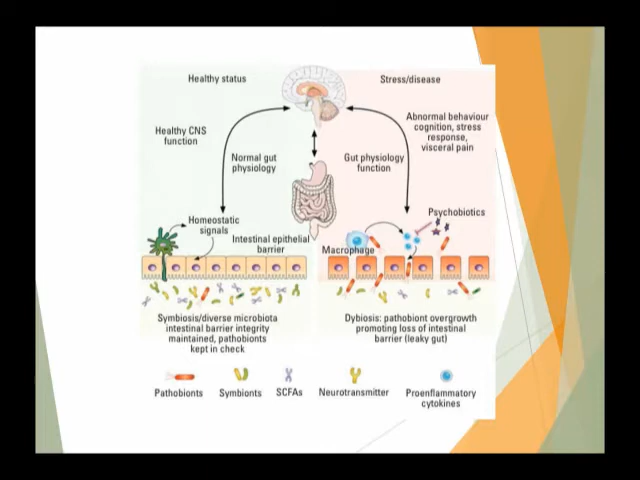 Healthy status
Stress/disease
Healthy CNS
function
Abnormal behaviour
cognition, stress
response,
visceral pain
Normal gut
physiology
Gut physiology
function
Homeostatic
signals
Psychobiotics
Intestinal epithelial
barrier
Macrophage
Symbiosis/diverse microbiota
intestinal barrier integrity
maintained, pathobionts
kept in check
Dybiosis: pathobiont overgrowth
promoting loss of intestinal
barrier (leaky gut)
Pathobionts
Symbionts
SCFAs
Neurotransmitter
Proenflammatory
cytokines